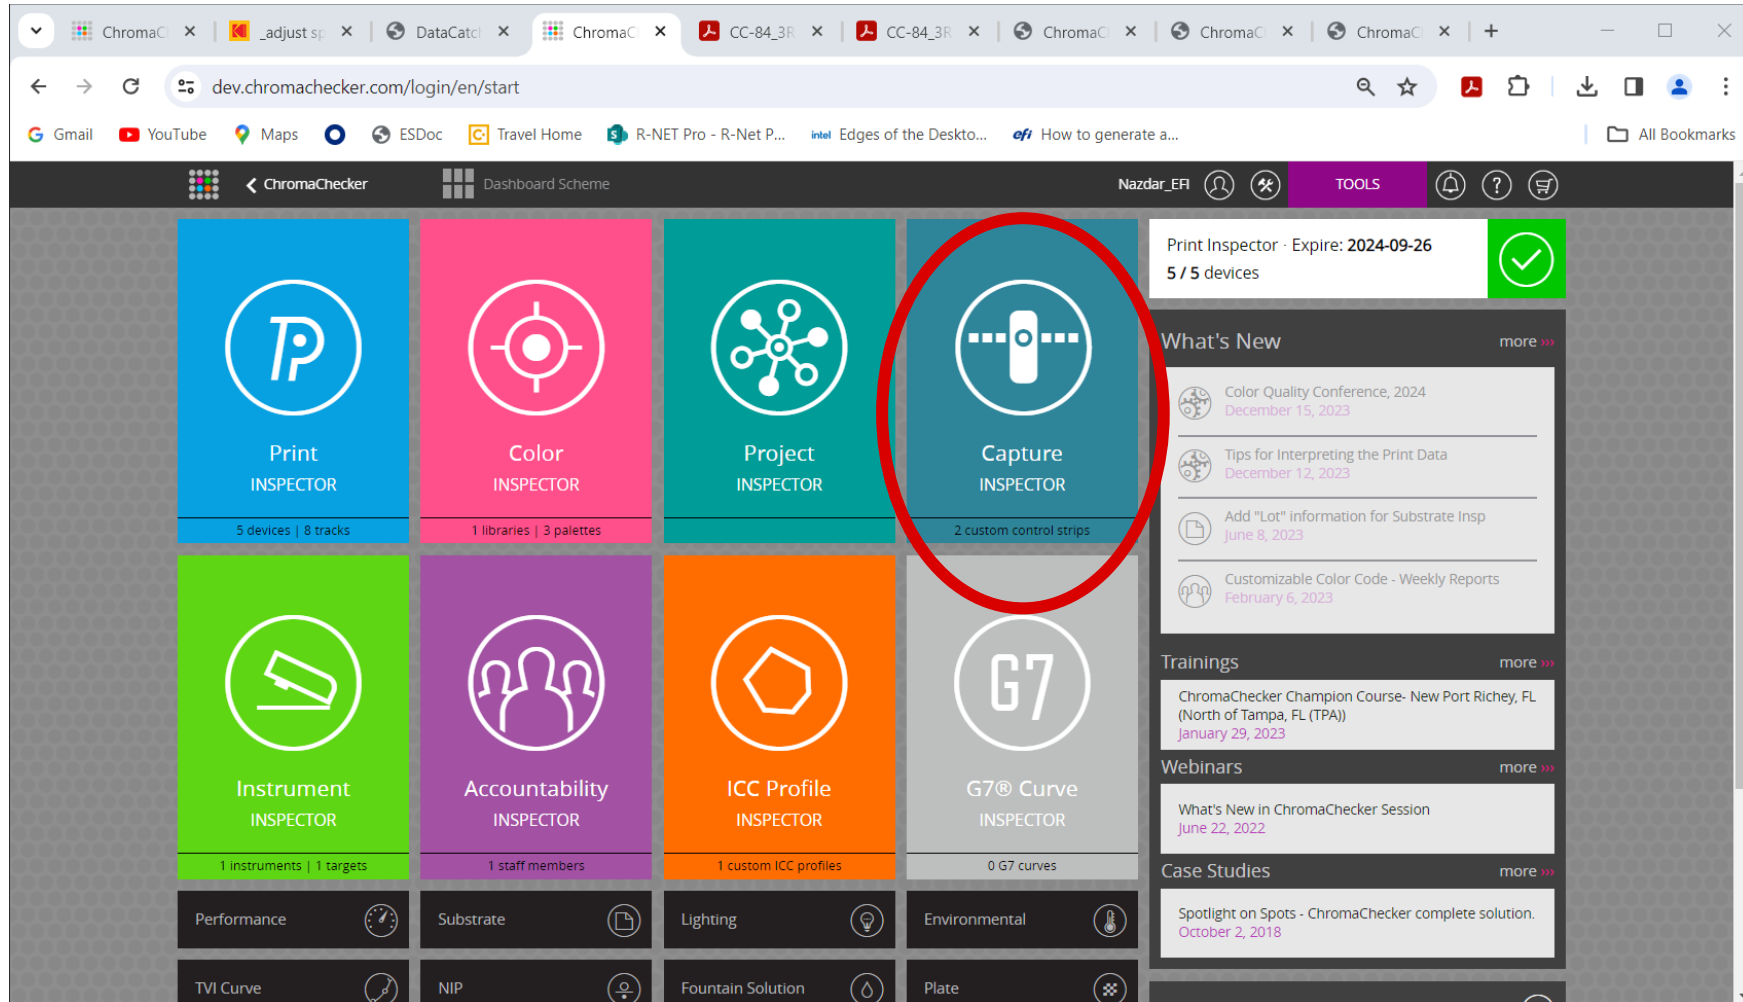 ChromaC
_adjust sp
DataCatc
ChromaC
CC-84_3R
CC-84_3R
ChromaC
ChromaC
ChromaC
dev.chromachecker.com/login/en/start
Gmail
YouTube
Maps
ESDoc
Travel Home
R-NET Pro - R-Net P...
intel
Edges of the Deskto...
efi
How to generate a...
All Bookmarks
ChromaChecker
Dashboard Scheme
Nazdar_EFI
TOOLS
?
TP
Print
INSPECTOR
5 devices | 8 tracks
Color
INSPECTOR
1 libraries | 3 palettes
Project
INSPECTOR
Capture
INSPECTOR
2 custom control strips
Print Inspector · Expire: 2024-09-26
5 / 5 devices
What's New
more ›››
Color Quality Conference, 2024
December 15, 2023
Tips for Interpreting the Print Data
December 12, 2023
Add "Lot" information for Substrate Insp
June 8, 2023
Customizable Color Code - Weekly Reports
February 6, 2023
Instrument
INSPECTOR
1 instruments | 1 targets
Accountability
INSPECTOR
1 staff members
ICC Profile
INSPECTOR
1 custom ICC profiles
G7
G7® Curve
INSPECTOR
0 G7 curves
Trainings
more ›››
ChromaChecker Champion Course- New Port Richey, FL
(North of Tampa, FL (TPA))
January 29, 2023
Webinars
more ›››
What's New in ChromaChecker Session
June 22, 2022
Case Studies
more ›››
Spotlight on Spots - ChromaChecker complete solution.
October 2, 2018
Performance
Substrate
Lighting
Environmental
TVI Curve
NIP
Fountain Solution
Plate